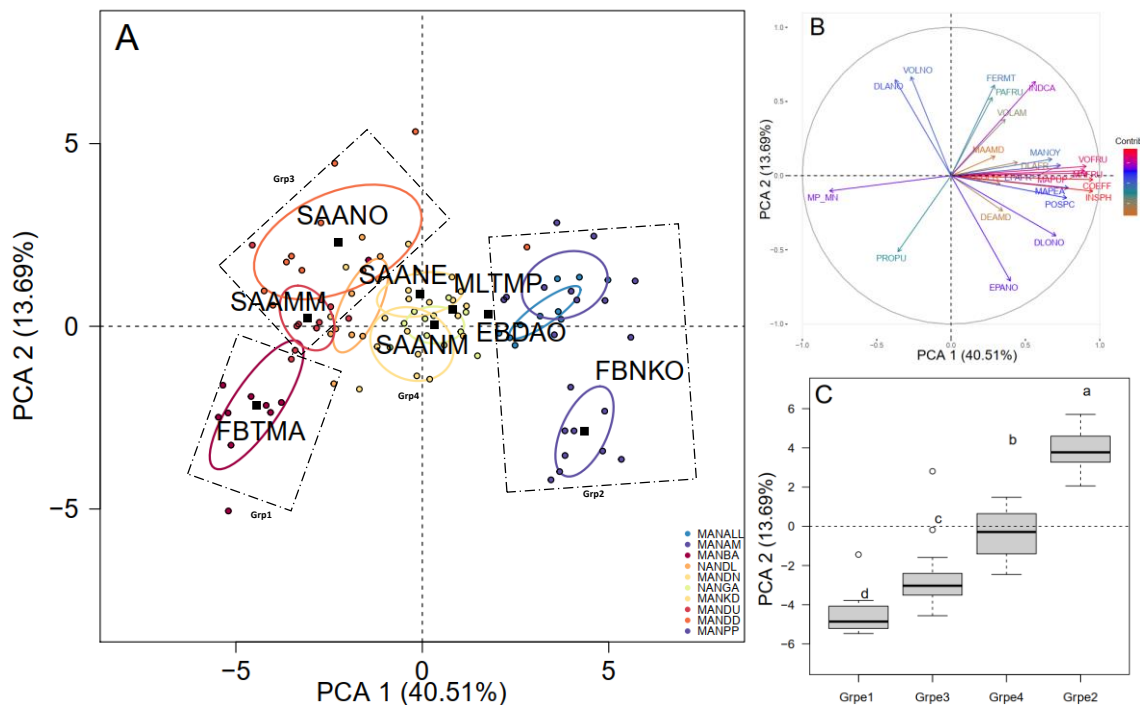 A
PCA 2 (13.69%)
5
0
−5
−5
0
5
PCA 1 (40.51%)
Grp3
SAANO
SAANE
MLTMP
SAAMM
SAANM
EBDAO
Grp4
FBNKO
FBTMA
Grp1
Grp2
MANALL
MANAM
MANBA
NANDL
MANDN
NANGA
MANKD
MANDU
MANDD
MANPP
B
PCA 2 (13.69%)
1.0
0.5
0.0
-0.5
-1.0
-1.0
-0.5
0.0
0.5
1.0
PCA 1 (40.51%)
VOLNO
DLANO
FERMT
PAFRU
INDCA
VOLAM
MAAMD
MANOY
DLAFR
VOFRU
MAPUP
COEFF
MAPEA
INSPH
POSPC
MP_MN
DEAMD
DLONO
PROPU
EPANO
Contrib
C
PCA 2 (13.69%)
6
4
2
0
−2
−4
−6
a
b
c
d
Grpe1
Grpe3
Grpe4
Grpe2